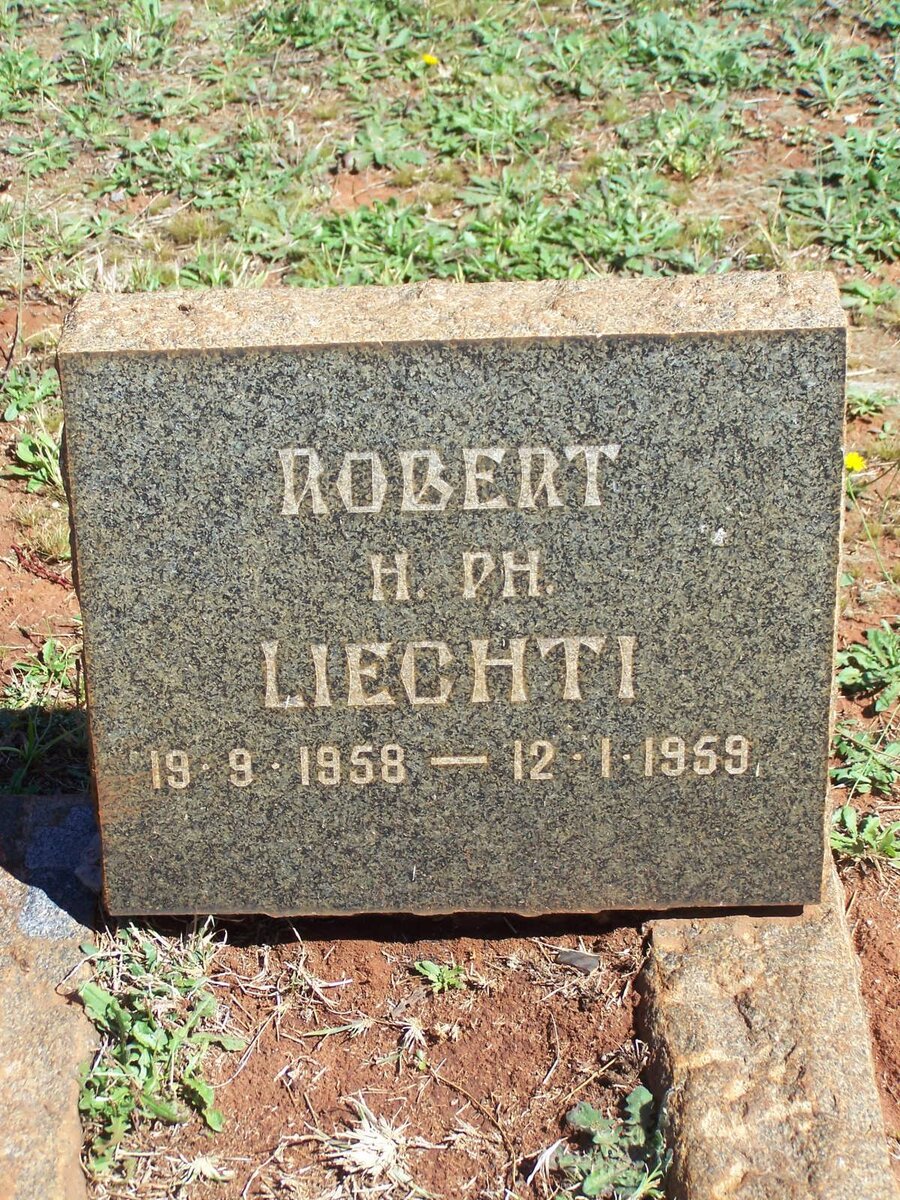 ROBERT
H. PH.
LIECHTI
19·9·1958 — 12·1·1959